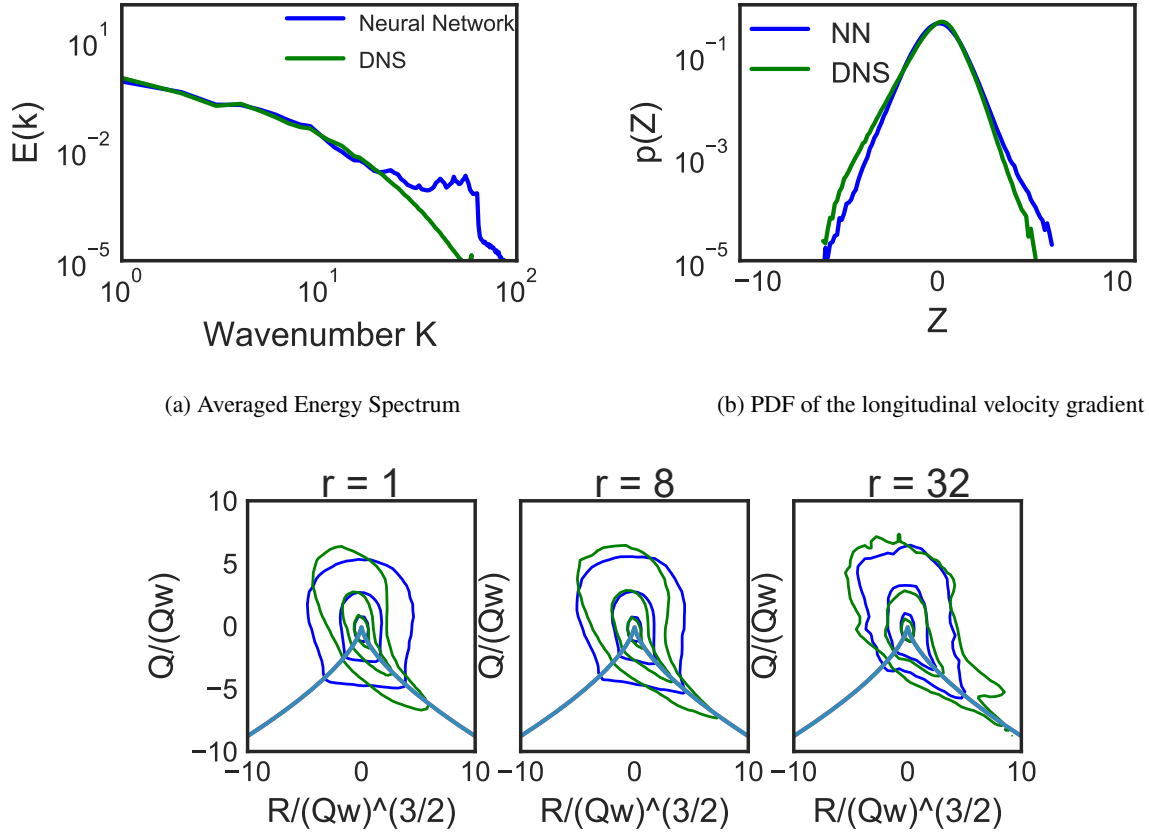 Neural Network
DNS
10^1
10^-2
10^-5
10^0
10^1
10^2
E(k)
Wavenumber K
NN
DNS
10^-1
10^-3
10^-5
−10
0
10
p(Z)
Z
(a) Averaged Energy Spectrum
(b) PDF of the longitudinal velocity gradient
r = 1
r = 8
r = 32
10
5
0
−5
−10
Q/(Qw)
Q/(Qw)
Q/(Qw)
−10
0
10
−10
0
10
−10
0
10
R/(Qw)^(3/2)
R/(Qw)^(3/2)
R/(Qw)^(3/2)